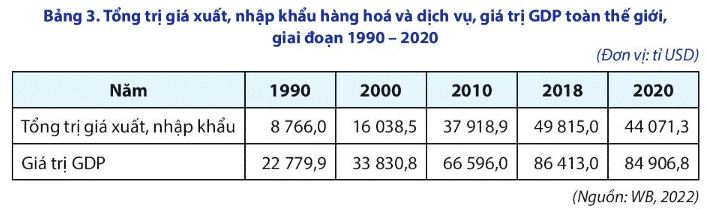 Bảng 3. Tổng trị giá xuất, nhập khẩu hàng hoá và dịch vụ, giá trị GDP toàn thế giới,
giai đoạn 1990 – 2020
(Đơn vị: tỉ USD)
Năm 1990 2000 2010 2018 2020
Tổng trị giá xuất, nhập khẩu 8 766,0 16 038,5 37 918,9 49 815,0 44 071,3
Giá trị GDP 22 779,9 33 830,8 66 596,0 86 413,0 84 906,8
(Nguồn: WB, 2022)